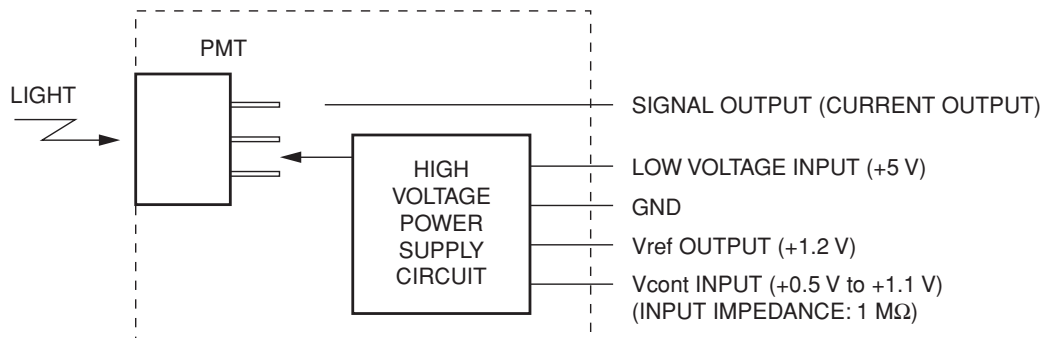 PMT
LIGHT
SIGNAL OUTPUT (CURRENT OUTPUT)
HIGH
VOLTAGE
POWER
SUPPLY
CIRCUIT
LOW VOLTAGE INPUT (+5 V)
GND
Vref OUTPUT (+1.2 V)
Vcont INPUT (+0.5 V to +1.1 V)
(INPUT IMPEDANCE: 1 MΩ)